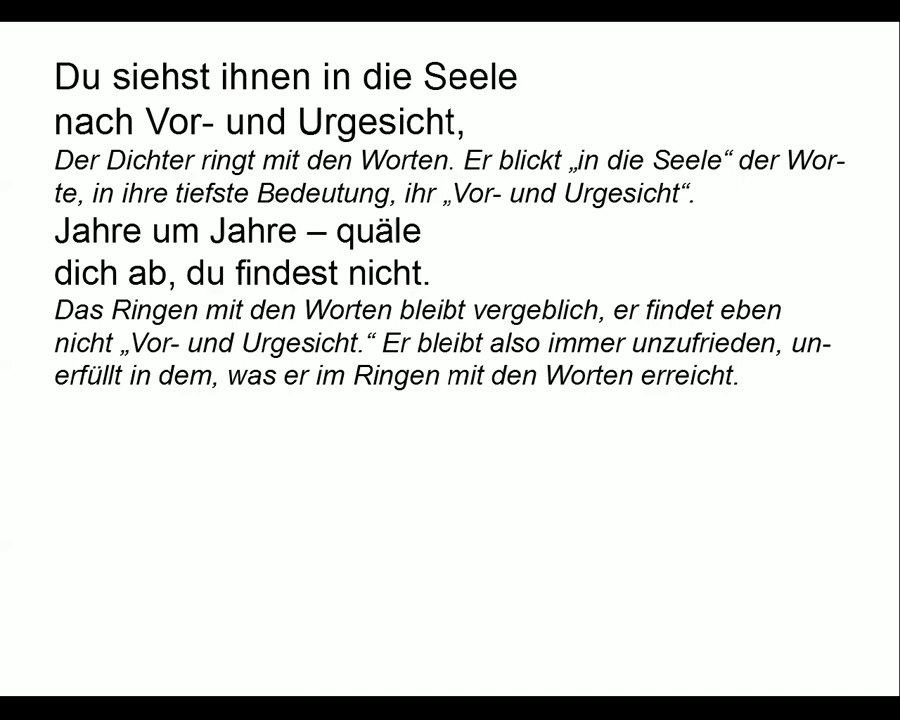 Du siehst ihnen in die Seele
nach Vor- und Urgesicht,
Der Dichter ringt mit den Worten. Er blickt „in die Seele“ der Wor-
te, in ihre tiefste Bedeutung, ihr „Vor- und Urgesicht“.
Jahre um Jahre – quäle
dich ab, du findest nicht.
Das Ringen mit den Worten bleibt vergeblich, er findet eben
nicht „Vor- und Urgesicht.“ Er bleibt also immer unzufrieden, un-
erfüllt in dem, was er im Ringen mit den Worten erreicht.